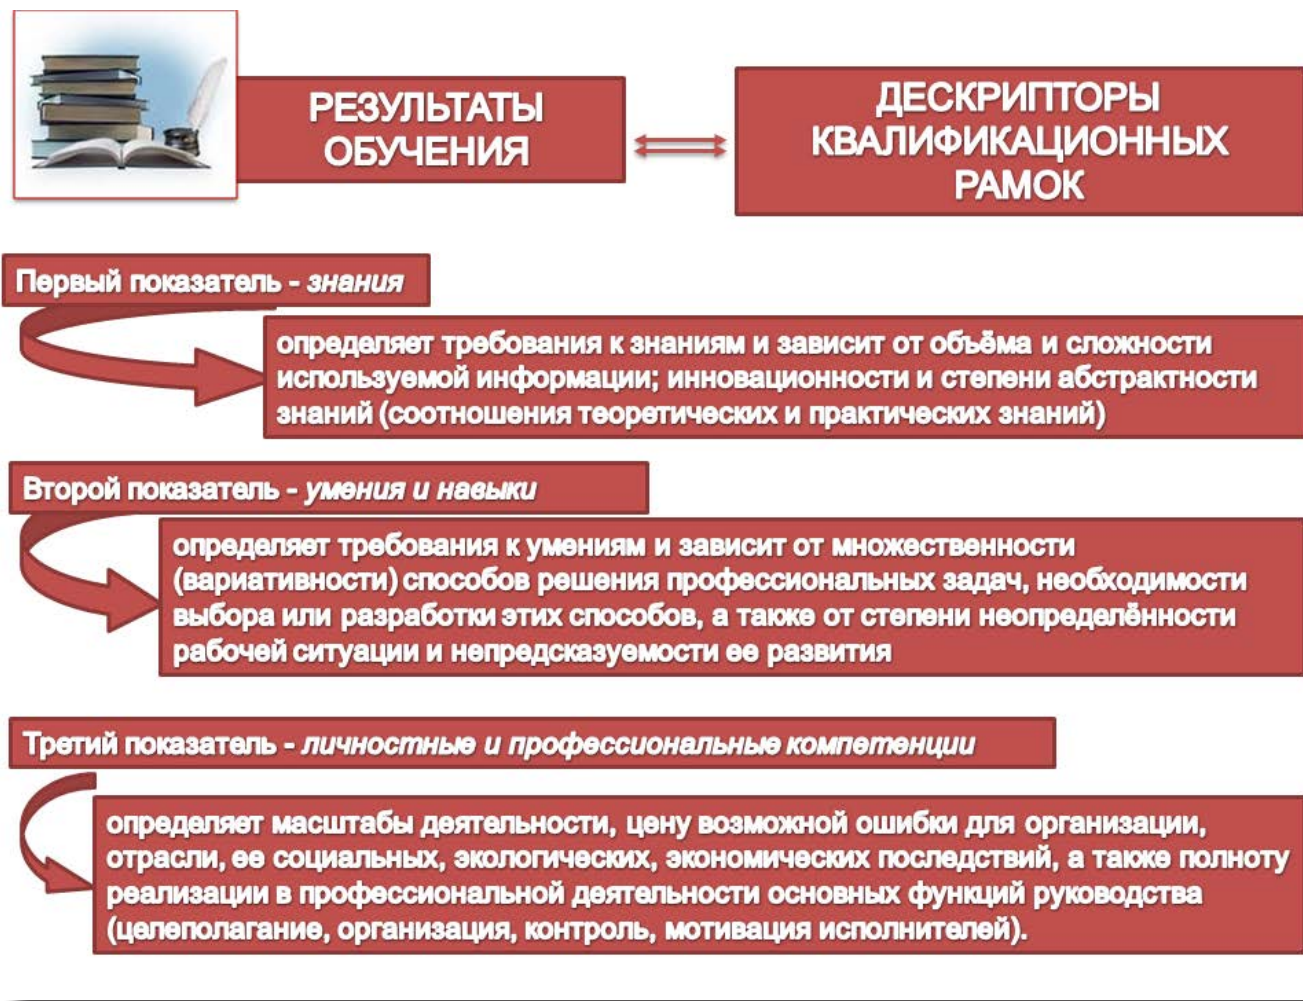 РЕЗУЛЬТАТЫ
ОБУЧЕНИЯ
ДЕСКРИПТОРЫ
КВАЛИФИКАЦИОННЫХ
РАМОК
Первый показатель - знания
определяет требования к знаниям и зависит от объёма и сложности
используемой информации; инновационности и степени абстрактности
знаний (соотношения теоретических и практических знаний)
Второй показатель - умения и навыки
определяет требования к умениям и зависит от множественности
(вариативности) способов решения профессиональных задач, необходимости
выбора или разработки этих способов, а также от степени неопределённости
рабочей ситуации и непредсказуемости ее развития
Третий показатель - личностные и профессиональные компетенции
определяет масштабы деятельности, цену возможной ошибки для организации,
отрасли, ее социальных, экологических, экономических последствий, а также полноту
реализации в профессиональной деятельности основных функций руководства
(целеполагание, организация, контроль, мотивация исполнителей).